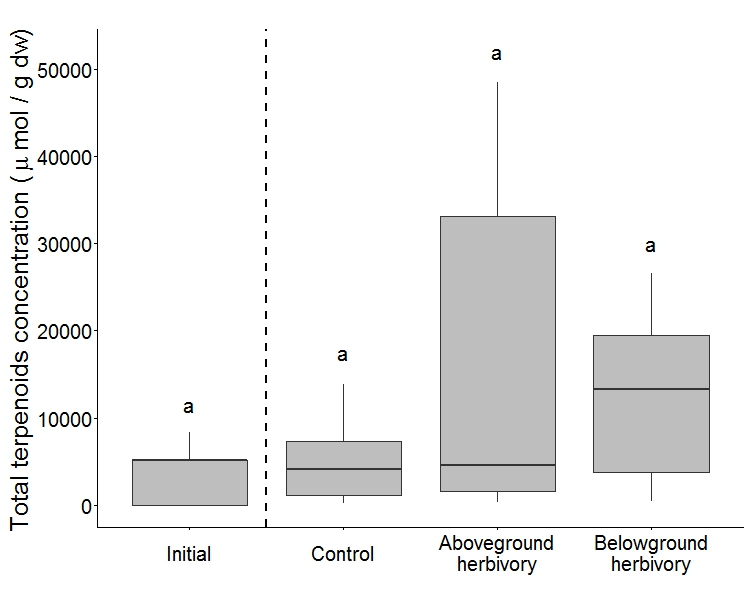 Total terpenoids concentration ( μ mol / g dw)
50000
40000
30000
20000
10000
0
a
a
a
a
Initial
Control
Aboveground
herbivory
Belowground
herbivory